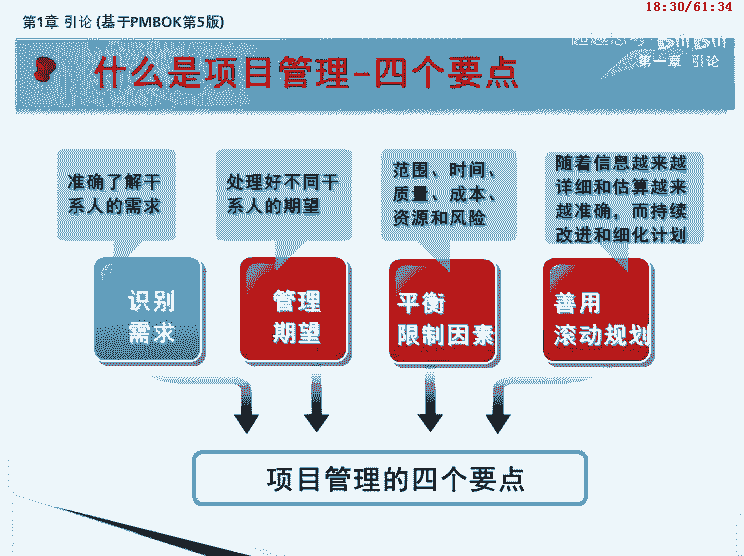 18:30/61:34
第1章 引论 (基于PMBOK第5版)
第一章 引论
什么是项目管理-四个要点
准确了解干
系人的需求
处理好不同干
系人的期望
范围、时间、
质量、成本、
资源和风险
随着信息越来越
详细和估算越来
越准确，而持续
改进和细化计划
识别
需求
管理
期望
平衡
限制因素
善用
滚动规划
项目管理的四个要点